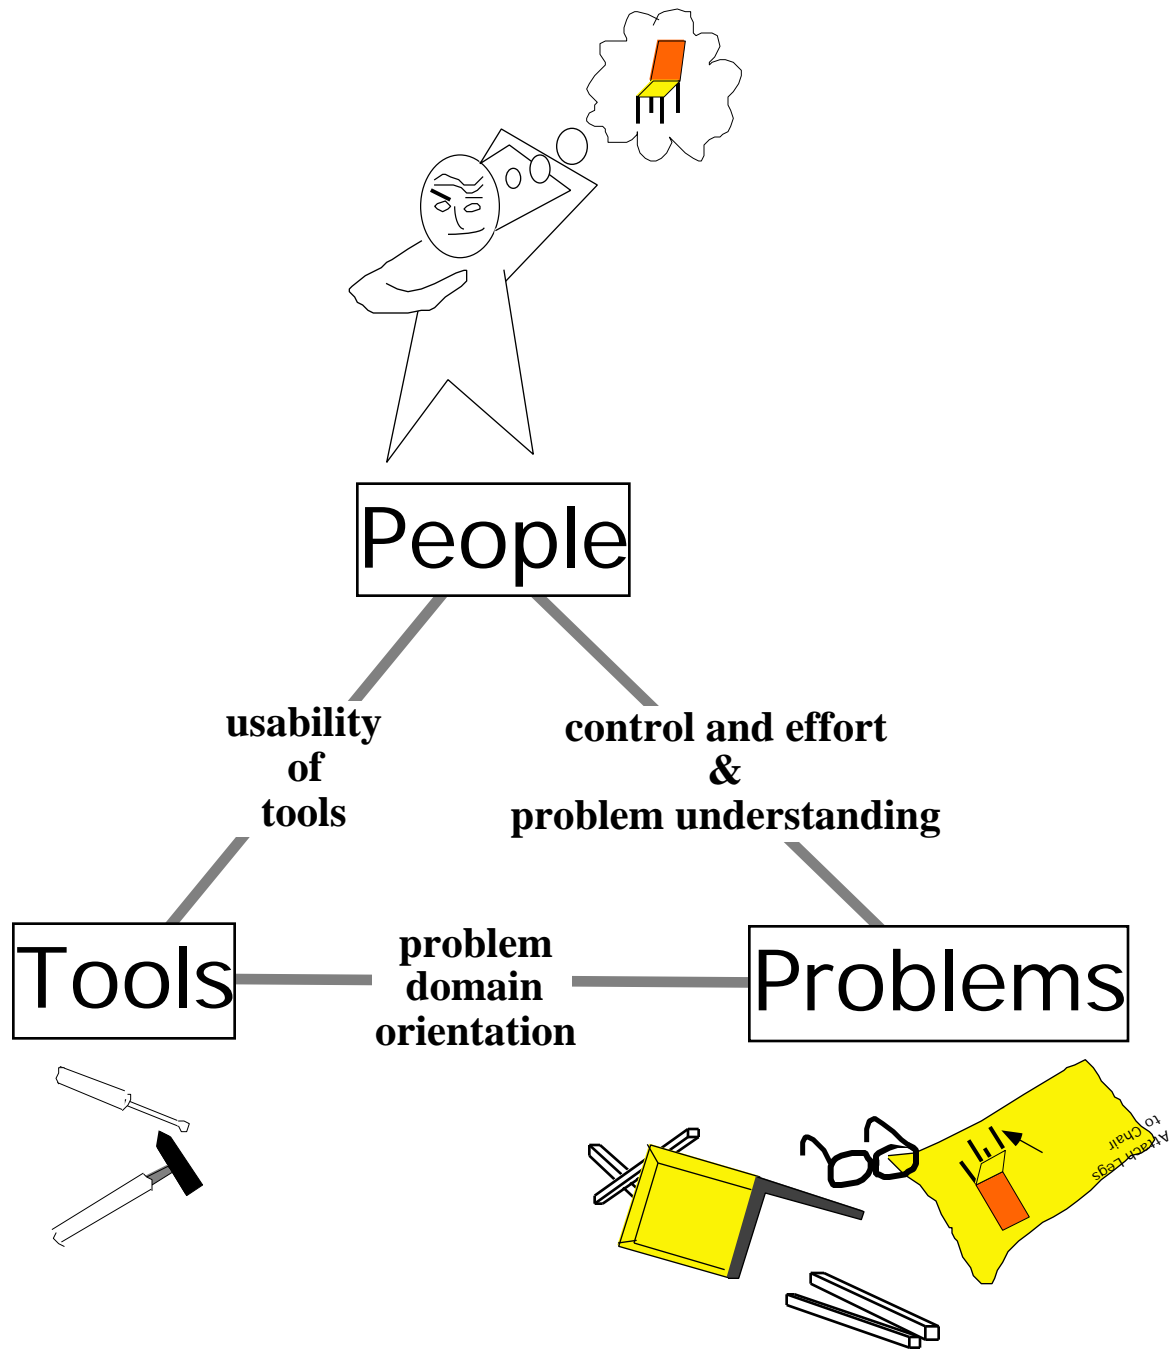 People
usability
of
tools
control and effort
&
problem understanding
Tools
problem
domain
orientation
Problems
Attach Legs
to Chair